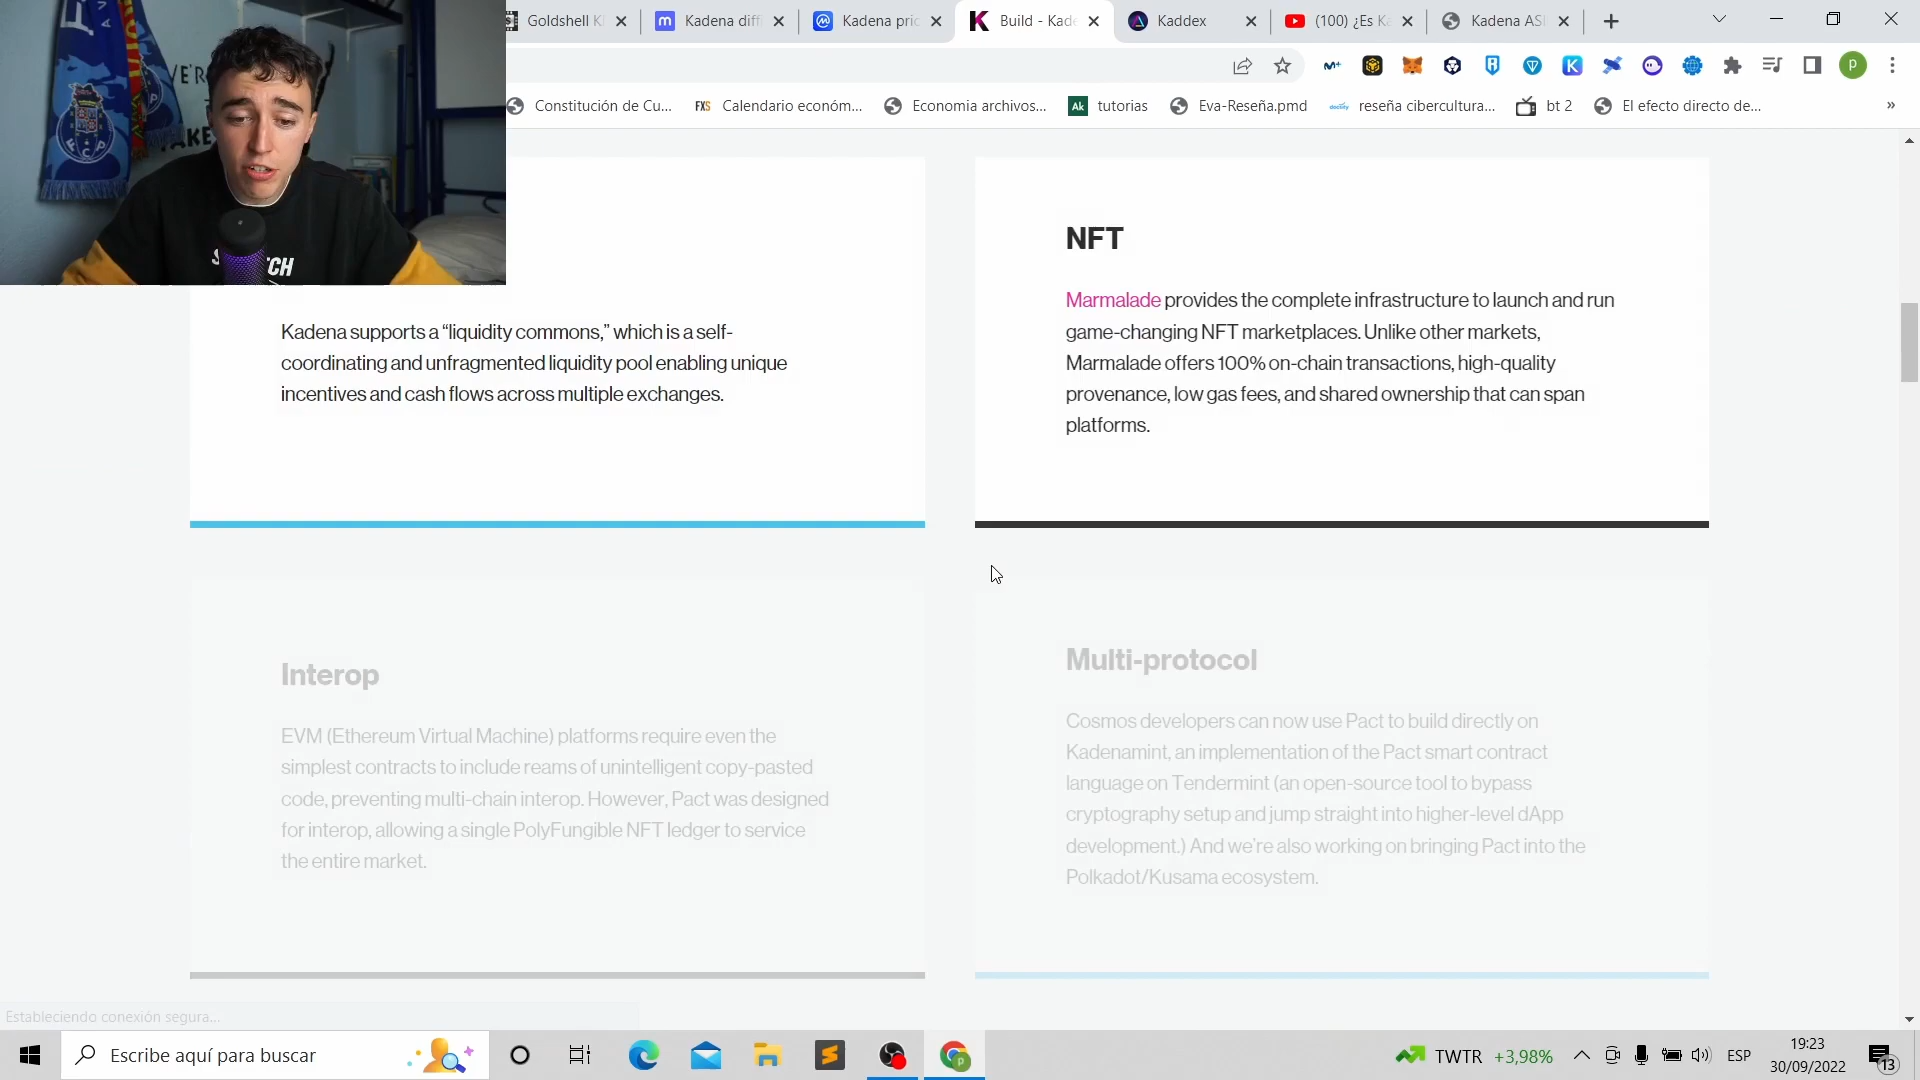 Goldshell K
Kadena diff
Kadena pric
Build - Kade
Kaddex
(100) ¿Es Ka
Kadena ASI
Constitución de Cu...
Calendario económ...
Economia archivos...
tutorias
Eva-Reseña.pmd
reseña cibercultura...
bt 2
El efecto directo de...
»
Kadena supports a “liquidity commons,” which is a self-
coordinating and unfragmented liquidity pool enabling unique
incentives and cash flows across multiple exchanges.
NFT
Marmalade provides the complete infrastructure to launch and run
game-changing NFT marketplaces. Unlike other markets,
Marmalade offers 100% on-chain transactions, high-quality
provenance, low gas fees, and shared ownership that can span
platforms.
Interop
EVM (Ethereum Virtual Machine) platforms require even the
simplest contracts to include reams of unintelligent copy-pasted
code, preventing multi-chain interop. However, Pact was designed
for interop, allowing a single PolyFungible NFT ledger to service
the entire market.
Multi-protocol
Cosmos developers can now use Pact to build directly on
Kadenamint, an implementation of the Pact smart contract
language on Tendermint (an open-source tool to bypass
cryptography setup and jump straight into higher-level dApp
development.) And we’re also working on bringing Pact into the
Polkadot/Kusama ecosystem.
Estableciendo conexión segura...
Escribe aquí para buscar
TWTR +3,98%
ESP
19:23
30/09/2022
13